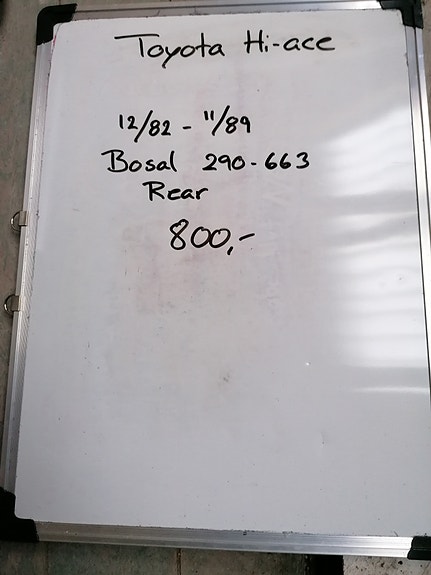 Toyota Hi-ace
12/82 - 11/89
Bosal 290-663
Rear
800,-